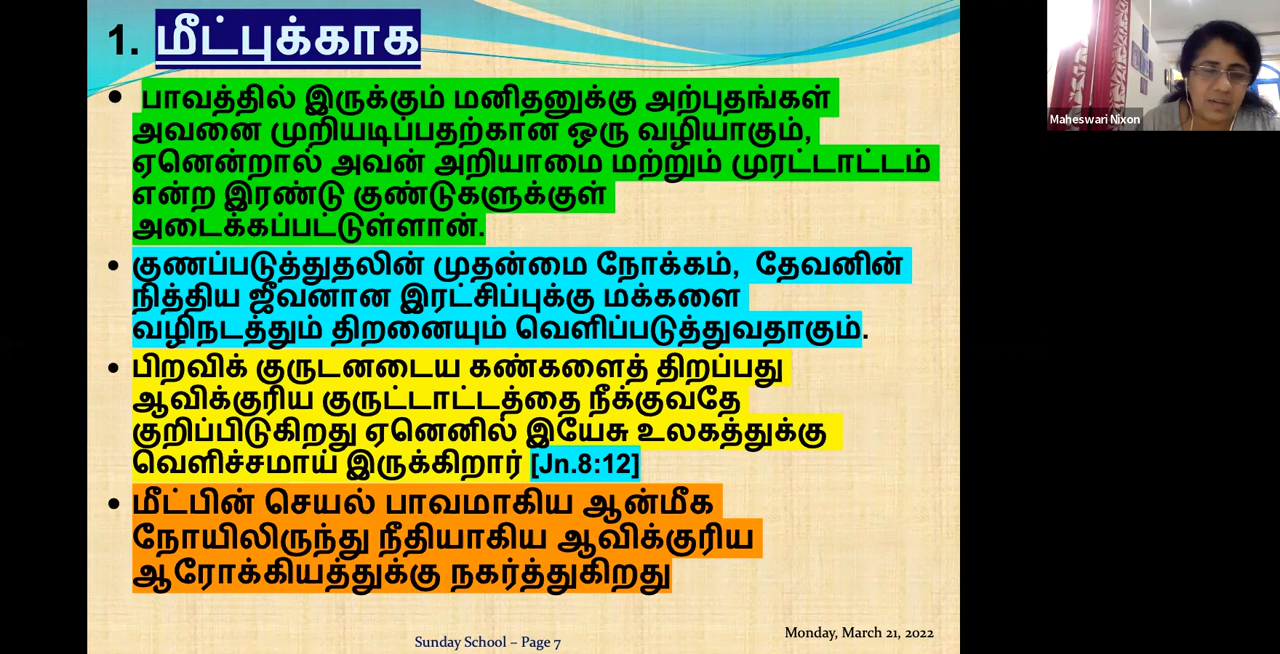 1. மீட்புக்காக
• பாவத்தில் இருக்கும் மனிதனுக்கு அற்புதங்கள்
அவனை முறியடிப்பதற்கான ஒரு வழியாகும்,
ஏனென்றால் அவன் அறியாமை மற்றும் முரட்டாட்டம்
என்ற இரண்டு குண்டுகளுக்குள்
அடைக்கப்பட்டுள்ளான்.
• குணப்படுத்துதலின் முதன்மை நோக்கம், தேவனின்
நித்திய ஜீவனான இரட்சிப்புக்கு மக்களை
வழிநடத்தும் திறனையும் வெளிப்படுத்துவதாகும்.
• பிறவிக் குருடனடைய கண்களைத் திறப்பது
ஆவிக்குரிய குருட்டாட்டத்தை நீக்குவதே
குறிப்பிடுகிறது ஏனெனில் இயேசு உலகத்துக்கு
வெளிச்சமாய் இருக்கிறார் [Jn.8:12]
• மீட்பின் செயல் பாவமாகிய ஆன்மீக
நோயிலிருந்து நீதியாகிய ஆவிக்குரிய
ஆரோக்கியத்துக்கு நகர்த்துகிறது
Sunday School – Page 7
Monday, March 21, 2022
Maheswari Nixon